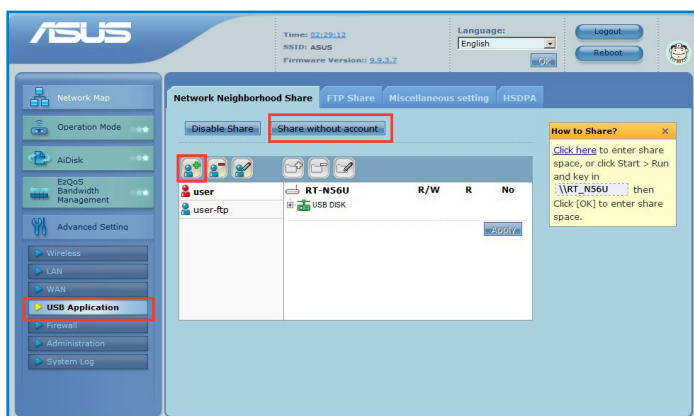 ASUS
Time: 02:29:12
SSID: ASUS
Firmware Version: 9.9.3.7
Language:
English
OK
Logout
Reboot
Network Map
Operation Mode
AiDisk
EzQoS
Bandwidth
Management
Advanced Setting
Wireless
LAN
WAN
USB Application
Firewall
Administration
System Log
Network Neighborhood Share
FTP Share
Miscellaneous setting
HSDPA
Disable Share
Share without account
user
user-ftp
RT-N56U
R/W
R
No
USB DISK
Apply
How to Share?
x
Click here to enter share
space, or click Start > Run
and key in
\\RT_N56U then
Click [OK] to enter share
space.